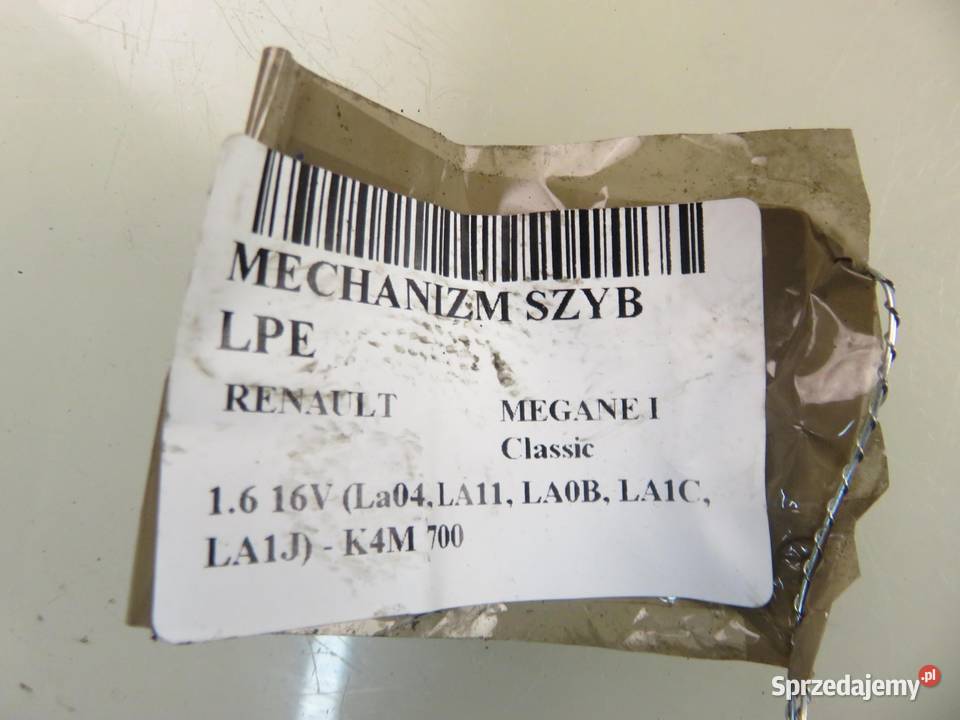 MECHANIZM SZYB
LPE
RENAULT MEGANE I
Classic
1.6 16V (La04, LA11, LA0B, LA1C,
LA1J) - K4M 700
Sprzedajemy.pl